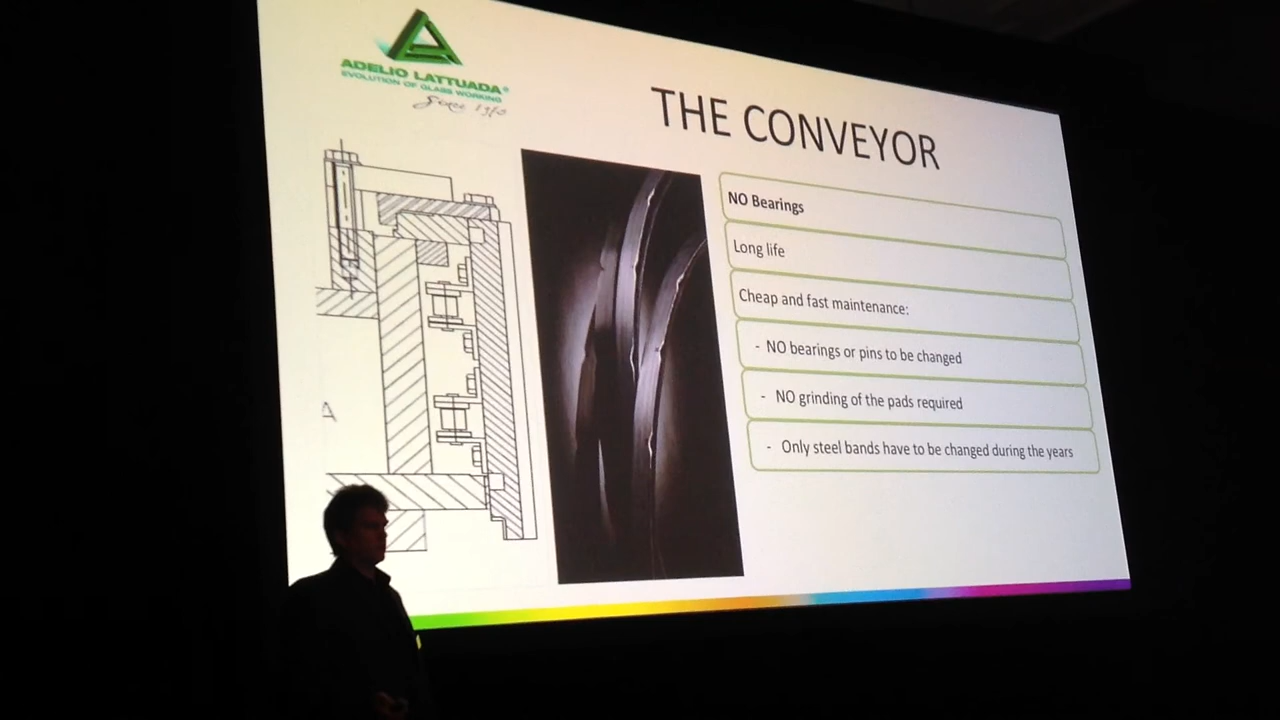 ADELIO LATTUADA®
EVOLUTION OF GLASS WORKING
Since 1978
THE CONVEYOR
NO Bearings
Long life
Cheap and fast maintenance:
- NO bearings or pins to be changed
- NO grinding of the pads required
- Only steel bands have to be changed during the years
A